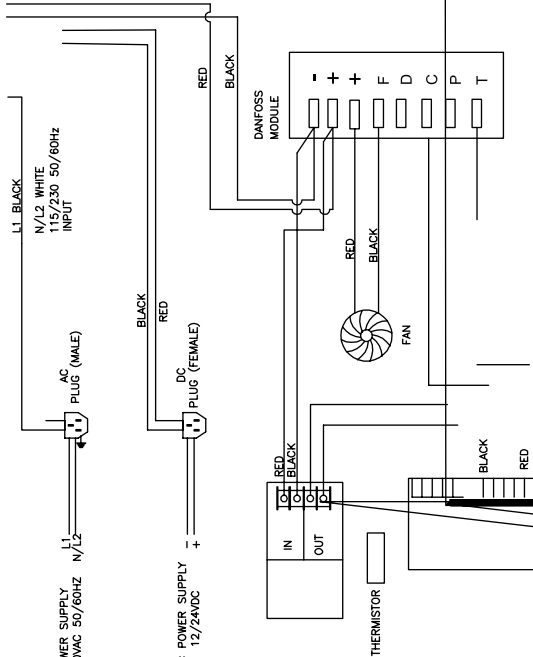 RED
BLACK
DANFOSS
MODULE
-
+
+
F
D
C
P
T
L1 BLACK
N/L2 WHITE
115/230 50/60Hz
INPUT
BLACK
RED
RED
BLACK
FAN
AC
PLUG (MALE)
DC
PLUG (FEMALE)
RED
BLACK
BLACK
RED
L1
N/L2
-
+
IN
OUT
THERMISTOR
SUPPLY
50/60HZ
POWER SUPPLY
12/24VDC